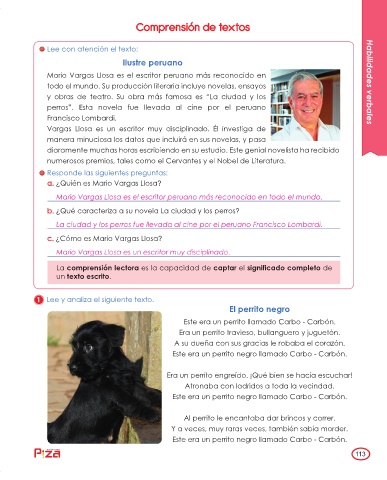 Comprensión de textos
Habilidades verbales
Lee con atención el texto:
Ilustre peruano
Mario Vargas Llosa es el escritor peruano más reconocido en
todo el mundo. Su producción literaria incluye novelas, ensayos
y obras de teatro. Su obra más famosa es "La ciudad y los
perros". Esta novela fue llevada al cine por el peruano
Francisco Lombardi.
Vargas Llosa es un escritor muy disciplinado. Él investiga de
manera minuciosa los datos que incluirá en sus novelas, y pasa
diariamente muchas horas escribiendo en su estudio. Este genial novelista ha recibido
numerosos premios, tales como el Cervantes y el Nobel de Literatura.
Responde las siguientes preguntas:
a. ¿Quién es Mario Vargas Llosa?
Mario Vargas Llosa es el escritor peruano más reconocido en todo el mundo.
b. ¿Qué caracteriza a su novela La ciudad y los perros?
La ciudad y los perros fue llevada al cine por el peruano Francisco Lombardi.
c. ¿Cómo es Mario Vargas Llosa?
Mario Vargas Llosa es un escritor muy disciplinado.
La comprensión lectora es la capacidad de captar el significado completo de
un texto escrito.
1 Lee y analiza el siguiente texto.
El perrito negro
Este era un perrito llamado Carbo - Carbón.
Era un perrito travieso, bullanguero y juguetón.
A su dueña con sus gracias le robaba el corazón.
Este era un perrito negro llamado Carbo - Carbón.
Era un perrito engreído. ¡Qué bien se hacía escuchar!
Atronaba con ladridos a toda la vecindad.
Este era un perrito negro llamado Carbo - Carbón.
Al perrito le encantaba dar brincos y correr.
Y a veces, muy raras veces, también sabía morder.
Este era un perrito negro llamado Carbo - Carbón.
Pizza
113